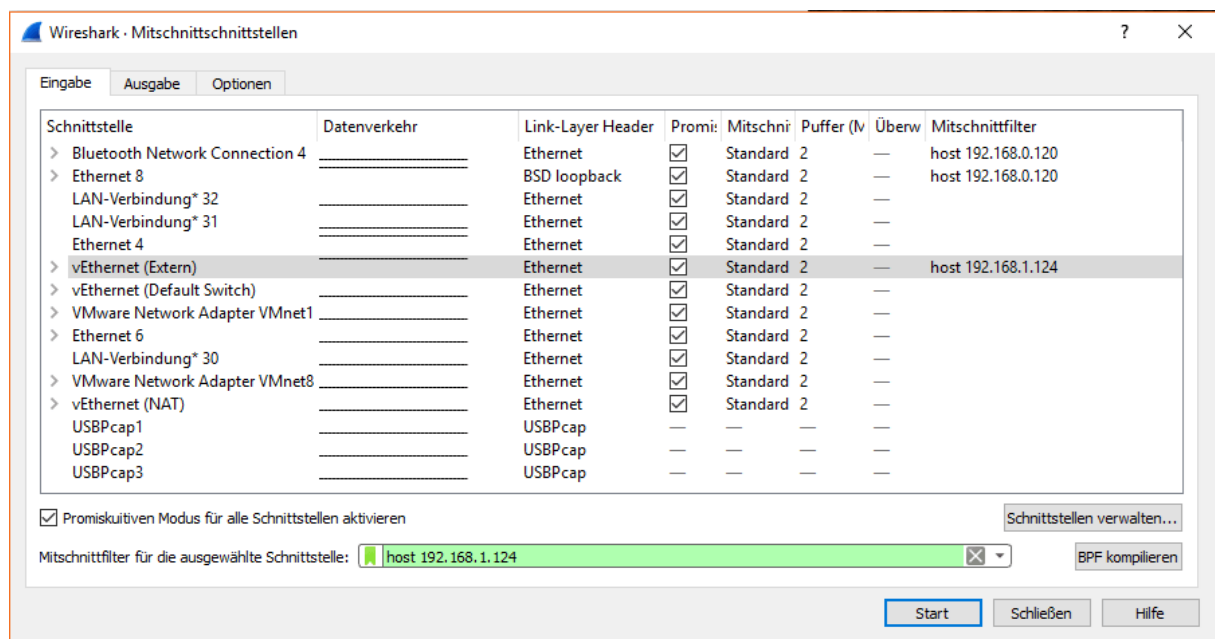 Wireshark · Mitschnittschnittstellen ?
Eingabe Ausgabe Optionen
Schnittstelle Datenverkehr Link-Layer Header Promis Mitschni Puffer (M Überw Mitschnittfilter
Bluetooth Network Connection 4 Ethernet Standard 2 — host 192.168.0.120
Ethernet 8 BSD loopback Standard 2 — host 192.168.0.120
LAN-Verbindung* 32 Ethernet Standard 2 —
LAN-Verbindung* 31 Ethernet Standard 2 —
Ethernet 4 Ethernet Standard 2 —
vEthernet (Extern) Ethernet Standard 2 — host 192.168.1.124
vEthernet (Default Switch) Ethernet Standard 2 —
VMware Network Adapter VMnet1 Ethernet Standard 2 —
Ethernet 6 Ethernet Standard 2 —
LAN-Verbindung* 30 Ethernet Standard 2 —
VMware Network Adapter VMnet8 Ethernet Standard 2 —
vEthernet (NAT) Ethernet Standard 2 —
USBPcap1 USBPcap — — — —
USBPcap2 USBPcap — — — —
USBPcap3 USBPcap — — — —
Promiskuitiven Modus für alle Schnittstellen aktivieren Schnittstellen verwalten...
Mitschnittfilter für die ausgewählte Schnittstelle: host 192.168.1.124 BPF kompilieren
Start Schließen Hilfe